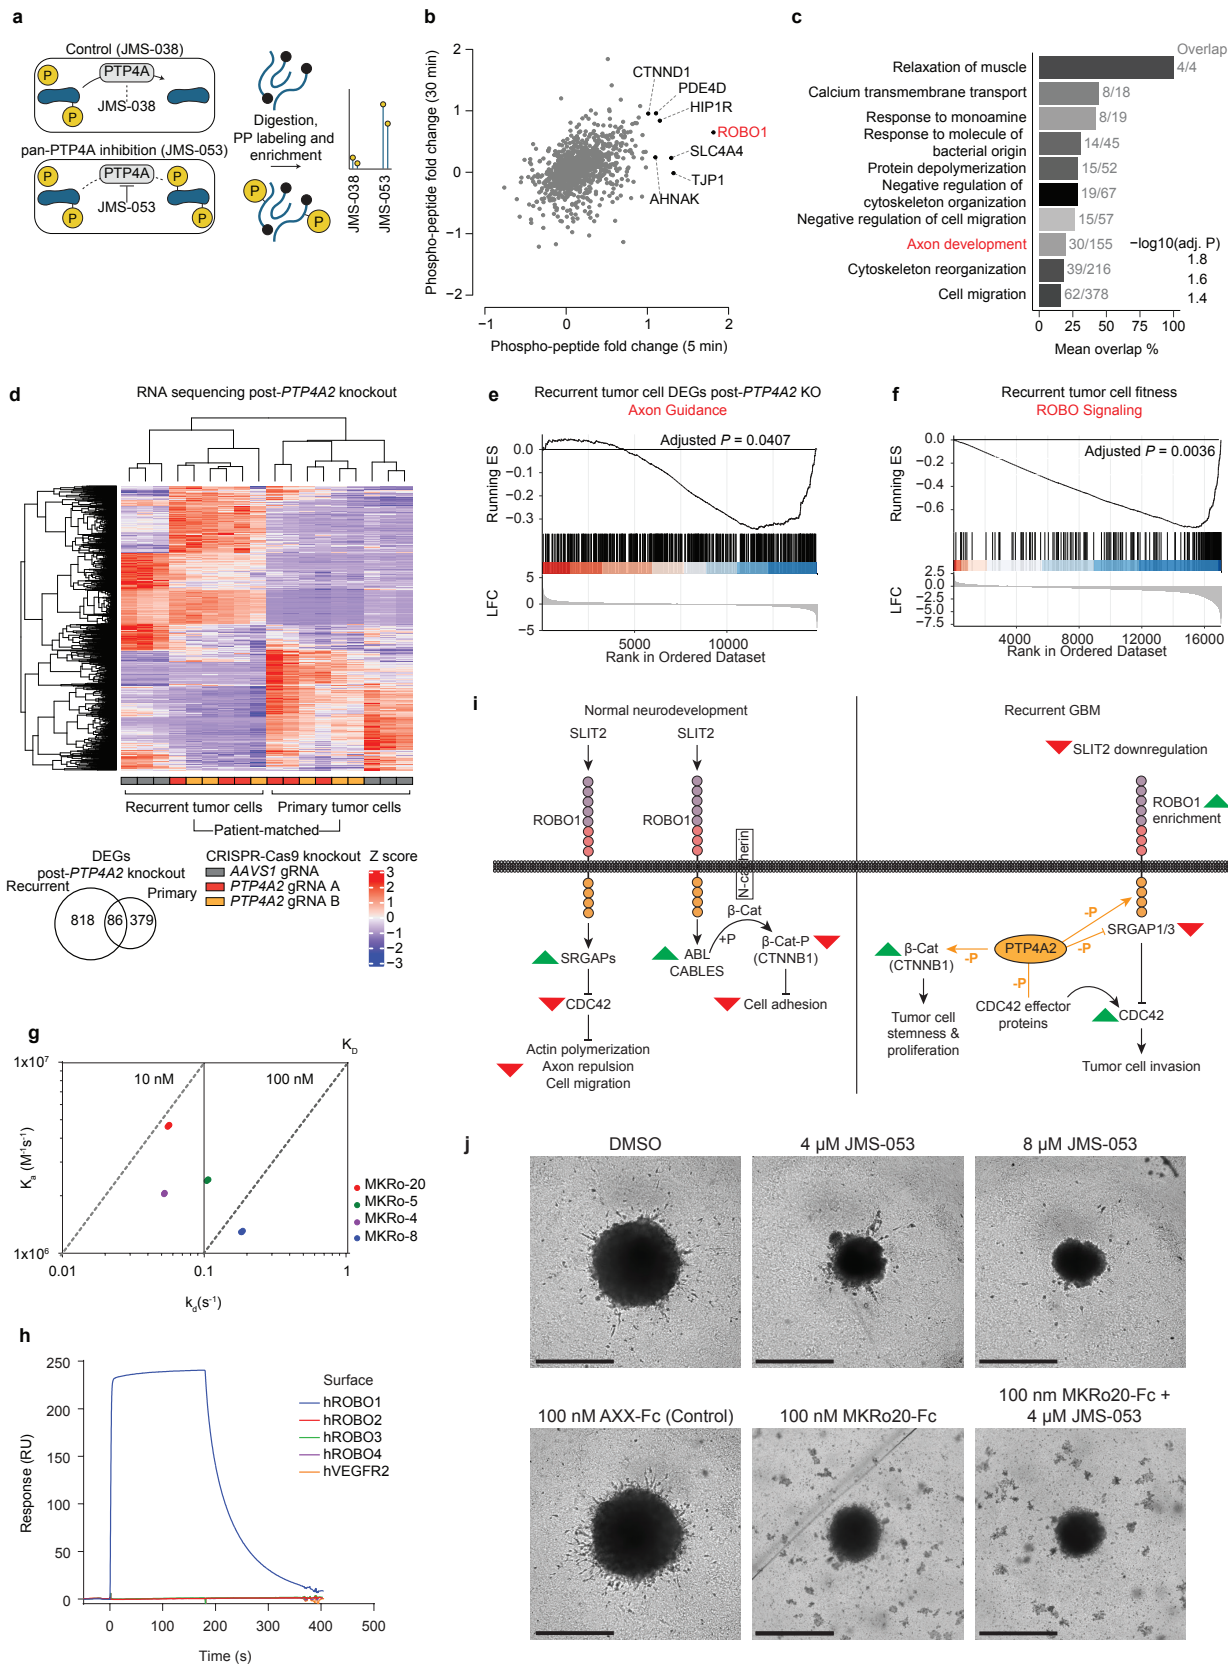 a
Control (JMS-038)
P
PTP4A
JMS-038
P
pan-PTP4A inhibition (JMS-053)
PTP4A
P
P
JMS-053
P
P
Digestion,
PP labeling and
enrichment
P
P
JMS-038
JMS-053
b
Phospho-peptide fold change (30 min)
2
1
0
−1
−2
CTNND1
PDE4D
HIP1R
ROBO1
SLC4A4
TJP1
AHNAK
−1
0
1
2
Phospho-peptide fold change (5 min)
c
Overlap
Relaxation of muscle
4/4
Calcium transmembrane transport
8/18
Response to monoamine
8/19
Response to molecule of
bacterial origin
14/45
Protein depolymerization
15/52
Negative regulation of
cytoskeleton organization
19/67
Negative regulation of cell migration
15/57
Axon development
30/155
−log10(adj. P)
1.8
Cytoskeleton reorganization
39/216
1.6
Cell migration
62/378
1.4
0 25 50 75 100
Mean overlap %
d
RNA sequencing post-PTP4A2 knockout
Recurrent tumor cells
Primary tumor cells
Patient-matched
DEGs
post-PTP4A2 knockout
Recurrent
Primary
818
86
379
CRISPR-Cas9 knockout
AAVS1 gRNA
PTP4A2 gRNA A
PTP4A2 gRNA B
Z score
3
2
1
0
−1
−2
−3
e
Recurrent tumor cell DEGs post-PTP4A2 KO
Axon Guidance
Adjusted P = 0.0407
Running ES
0.0
−0.1
−0.2
−0.3
LFC
5
0
−5
5000 10000
Rank in Ordered Dataset
f
Recurrent tumor cell fitness
ROBO Signaling
Adjusted P = 0.0036
Running ES
0.0
−0.2
−0.4
−0.6
LFC
2.5
0
−2.5
−5.0
−7.5
4000 8000 12000 16000
Rank in Ordered Dataset
g
K_D
1x10⁷
10 nM
100 nM
K_a (M⁻¹s⁻¹)
1x10⁶
0.01
0.1
1
k_d(s⁻¹)
MKRo-20
MKRo-5
MKRo-4
MKRo-8
h
Response (RU)
250
200
150
100
50
0
Surface
hROBO1
hROBO2
hROBO3
hROBO4
hVEGFR2
0 100 200 300 400 500
Time (s)
i
Normal neurodevelopment
SLIT2
SLIT2
ROBO1
ROBO1
N-cadherin
β-Cat
+P
SRGAPs
ABL
CABLES
β-Cat-P
(CTNNB1)
CDC42
Cell adhesion
Actin polymerization
Axon repulsion
Cell migration
Recurrent GBM
SLIT2 downregulation
ROBO1
enrichment
-P
PTP4A2
-P
-P
-P
SRGAP1/3
β-Cat
(CTNNB1)
CDC42 effector
proteins
CDC42
Tumor cell
stemness &
proliferation
Tumor cell invasion
j
DMSO
4 µM JMS-053
8 µM JMS-053
100 nM AXX-Fc (Control)
100 nM MKRo20-Fc
100 nm MKRo20-Fc +
4 µM JMS-053